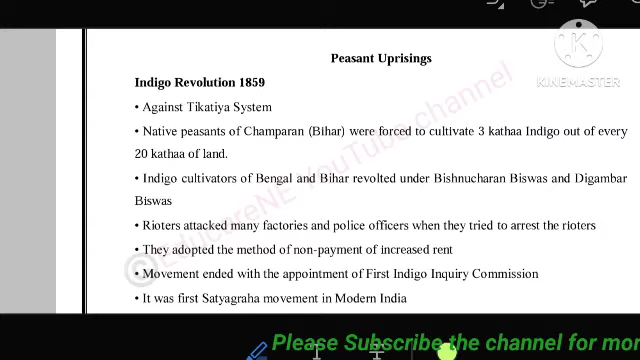 Peasant Uprisings
K
KINEMASTER
Indigo Revolution 1859
• Against Tikatiya System
• Native peasants of Champaran (Bihar) were forced to cultivate 3 kathaa Indigo out of every
20 kathaa of land.
• Indigo cultivators of Bengal and Bihar revolted under Bishnucharan Biswas and Digambar
Biswas
• Rioters attacked many factories and police officers when they tried to arrest the rioters
• They adopted the method of non-payment of increased rent
• Movement ended with the appointment of First Indigo Inquiry Commission
• It was first Satyagraha movement in Modern India
@EducareNE YouTube channel
Please Subscribe the channel for mor